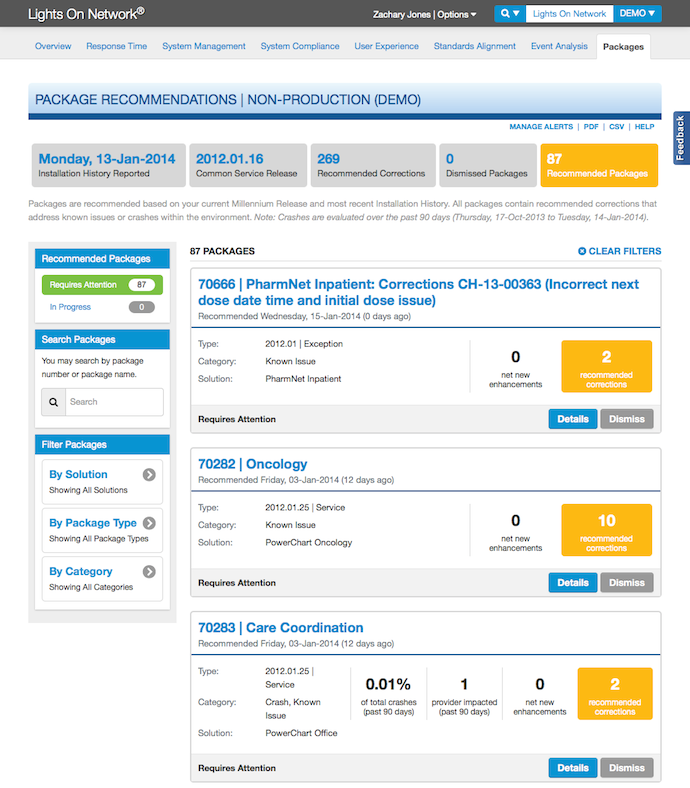 Lights On Network®
Zachary Jones | Options
Lights On Network
DEMO
Overview
Response Time
System Management
System Compliance
User Experience
Standards Alignment
Event Analysis
Packages
PACKAGE RECOMMENDATIONS | NON-PRODUCTION (DEMO)
MANAGE ALERTS | PDF | CSV | HELP
Feedback
Monday, 13-Jan-2014
Installation History Reported
2012.01.16
Common Service Release
269
Recommended Corrections
0
Dismissed Packages
87
Recommended Packages
Packages are recommended based on your current Millennium Release and most recent Installation History. All packages contain recommended corrections that
address known issues or crashes within the environment. Note: Crashes are evaluated over the past 90 days (Thursday, 17-Oct-2013 to Tuesday, 14-Jan-2014).
Recommended Packages
Requires Attention 87
In Progress 0
Search Packages
You may search by package
number or package name.
Search
Filter Packages
By Solution
Showing All Solutions
By Package Type
Showing All Package Types
By Category
Showing All Categories
87 PACKAGES
CLEAR FILTERS
70666 | PharmNet Inpatient: Corrections CH-13-00363 (Incorrect next
dose date time and initial dose issue)
Recommended Wednesday, 15-Jan-2014 (0 days ago)
Type: 2012.01 | Exception
Category: Known Issue
Solution: PharmNet Inpatient
0
net new
enhancements
2
recommended
corrections
Requires Attention
Details
Dismiss
70282 | Oncology
Recommended Friday, 03-Jan-2014 (12 days ago)
Type: 2012.01.25 | Service
Category: Known Issue
Solution: PowerChart Oncology
0
net new
enhancements
10
recommended
corrections
Requires Attention
Details
Dismiss
70283 | Care Coordination
Recommended Friday, 03-Jan-2014 (12 days ago)
Type: 2012.01.25 |
Service
Category: Crash, Known
Issue
Solution: PowerChart Office
0.01%
of total crashes
(past 90 days)
1
provider impacted
(past 90 days)
0
net new
enhancements
2
recommended
corrections
Requires Attention
Details
Dismiss